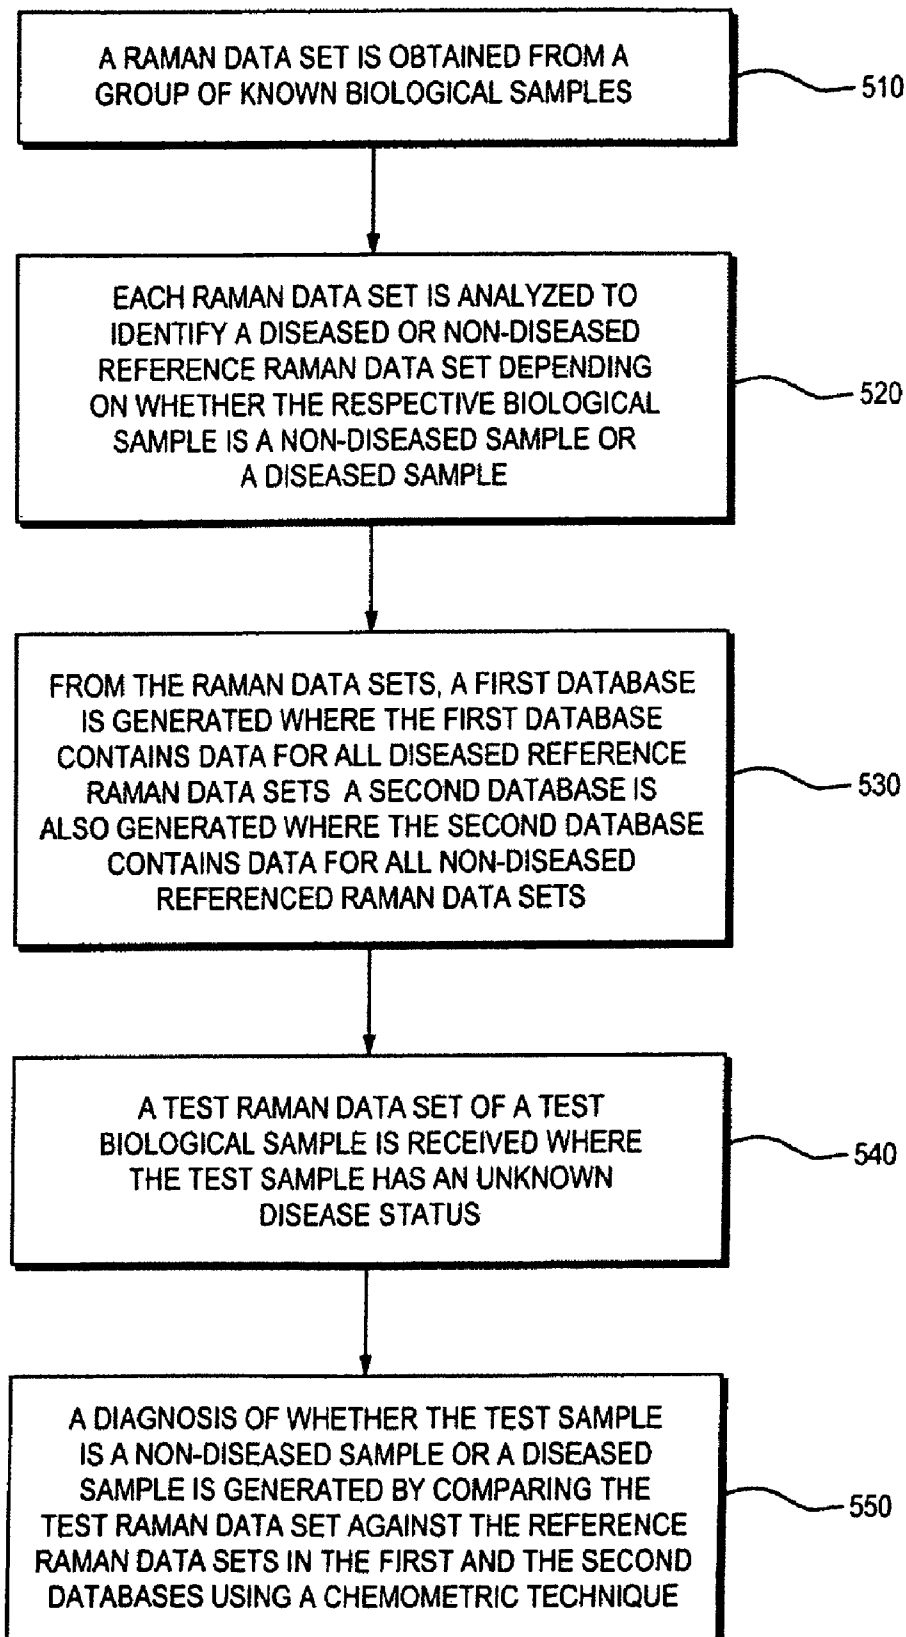 A RAMAN DATA SET IS OBTAINED FROM A
GROUP OF KNOWN BIOLOGICAL SAMPLES
510
EACH RAMAN DATA SET IS ANALYZED TO
IDENTIFY A DISEASED OR NON-DISEASED
REFERENCE RAMAN DATA SET DEPENDING
ON WHETHER THE RESPECTIVE BIOLOGICAL
SAMPLE IS A NON-DISEASED SAMPLE OR
A DISEASED SAMPLE
520
FROM THE RAMAN DATA SETS, A FIRST DATABASE
IS GENERATED WHERE THE FIRST DATABASE
CONTAINS DATA FOR ALL DISEASED REFERENCE
RAMAN DATA SETS A SECOND DATABASE IS
ALSO GENERATED WHERE THE SECOND DATABASE
CONTAINS DATA FOR ALL NON-DISEASED
REFERENCED RAMAN DATA SETS
530
A TEST RAMAN DATA SET OF A TEST
BIOLOGICAL SAMPLE IS RECEIVED WHERE
THE TEST SAMPLE HAS AN UNKNOWN
DISEASE STATUS
540
A DIAGNOSIS OF WHETHER THE TEST SAMPLE
IS A NON-DISEASED SAMPLE OR A DISEASED
SAMPLE IS GENERATED BY COMPARING THE
TEST RAMAN DATA SET AGAINST THE REFERENCE
RAMAN DATA SETS IN THE FIRST AND THE SECOND
DATABASES USING A CHEMOMETRIC TECHNIQUE
550